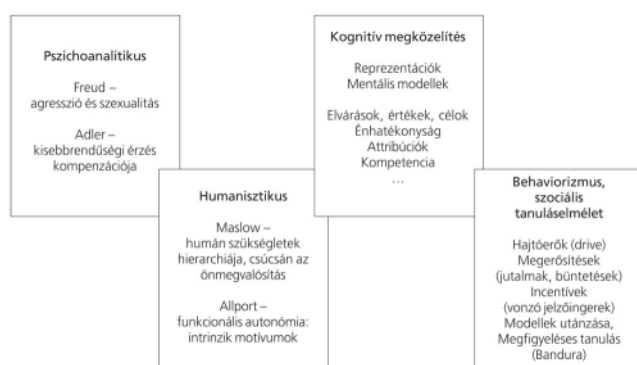 Pszichoanalitikus
Freud –
agresszió és szexualitás
Adler –
kisebbrendűségi érzés
kompenzációja
Humanisztikus
Maslow –
humán szükségletek
hierarchiája, csúcsán az
önmegvalósítás
Allport –
funkcionális autonómia:
intrinzik motívumok
Kognitív megközelítés
Reprezentációk
Mentális modellek
Elvárások, értékek, célok
Énhatékonyság
Attribúciók
Kompetencia
...
Behaviorizmus,
szociális
tanuláselmélet
Hajtóerők (drive)
Megerősítések
(jutalmak, büntetések)
Incentívek
(vonzó jelzőingerek)
Modellek utánzása,
Megfigyeléses tanulás
(Bandura)